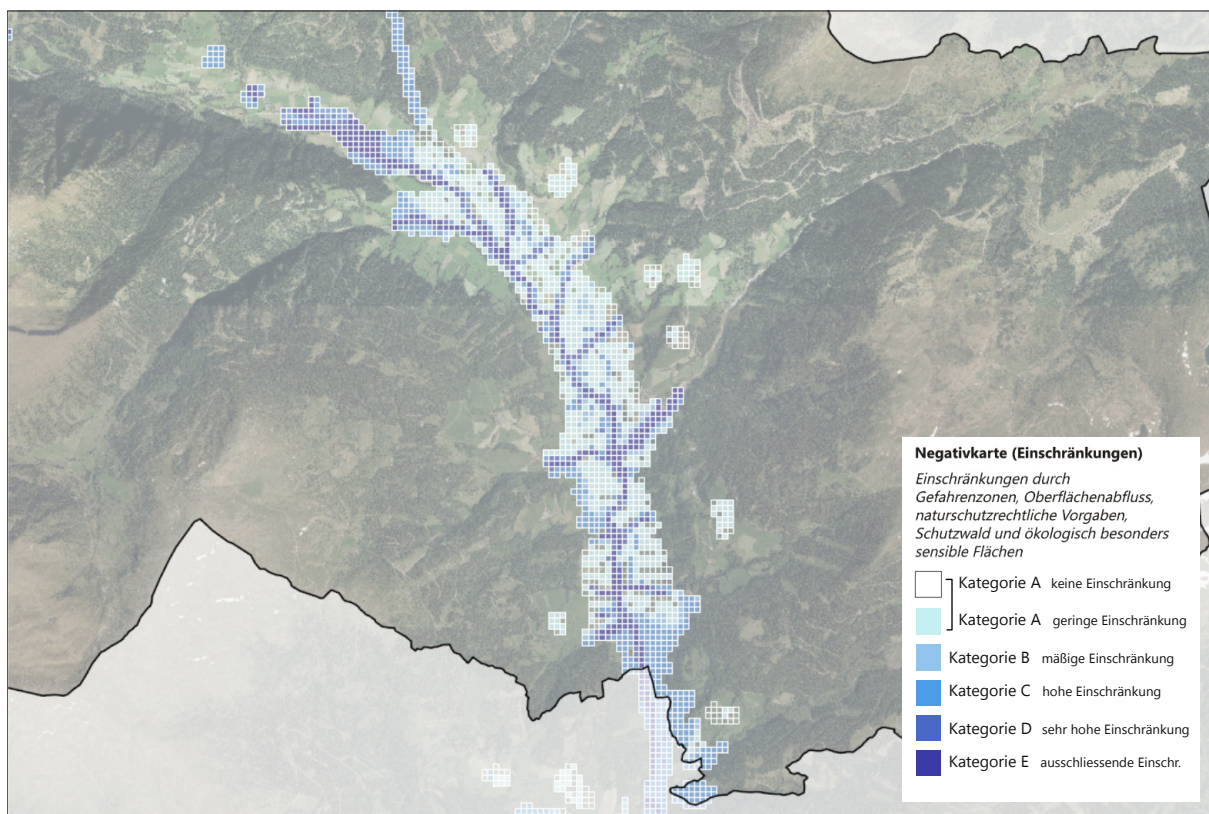 Negativkarte (Einschränkungen)
Einschränkungen durch
Gefahrenzonen, Oberflächenabfluss,
naturschutzrechtliche Vorgaben,
Schutzwald und ökologisch besonders
sensible Flächen
Kategorie A keine Einschränkung
Kategorie A geringe Einschränkung
Kategorie B mäßige Einschränkung
Kategorie C hohe Einschränkung
Kategorie D sehr hohe Einschränkung
Kategorie E ausschliessende Einschr.